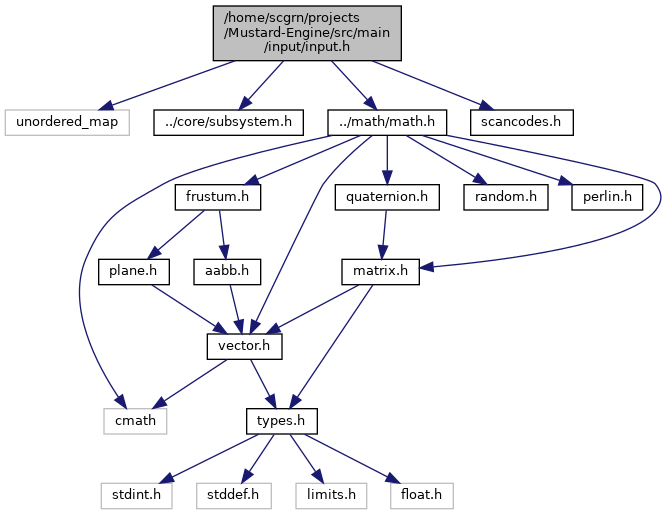 /home/scgrn/projects
/Mustard-Engine/src/main
/input/input.h
unordered_map
../core/subsystem.h
../math/math.h
scancodes.h
frustum.h
quaternion.h
random.h
perlin.h
plane.h
aabb.h
matrix.h
vector.h
cmath
types.h
stdint.h
stddef.h
limits.h
float.h